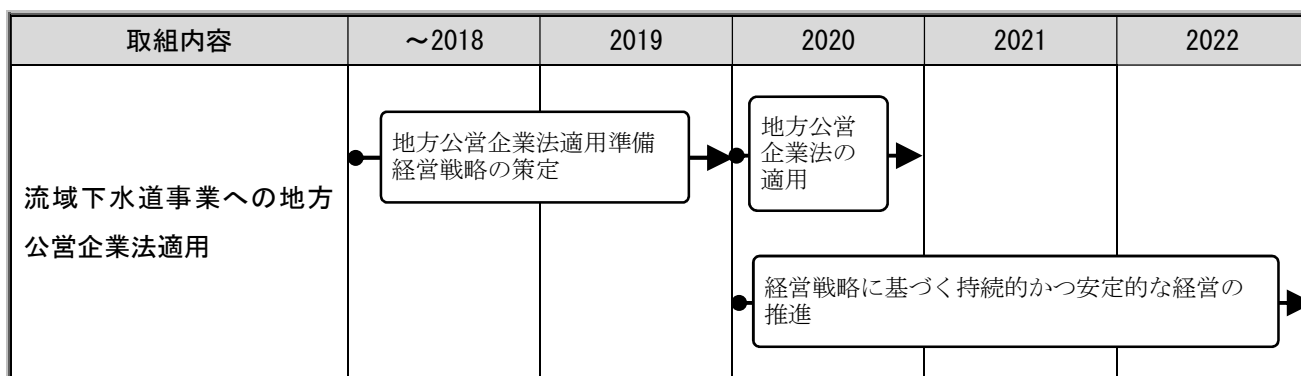 取組内容 ～2018 2019 2020 2021 2022
流域下水道事業への地方
公営企業法適用
地方公営企業法適用準備
経営戦略の策定
地方公営
企業法の
適用
経営戦略に基づく持続的かつ安定的な経営の
推進